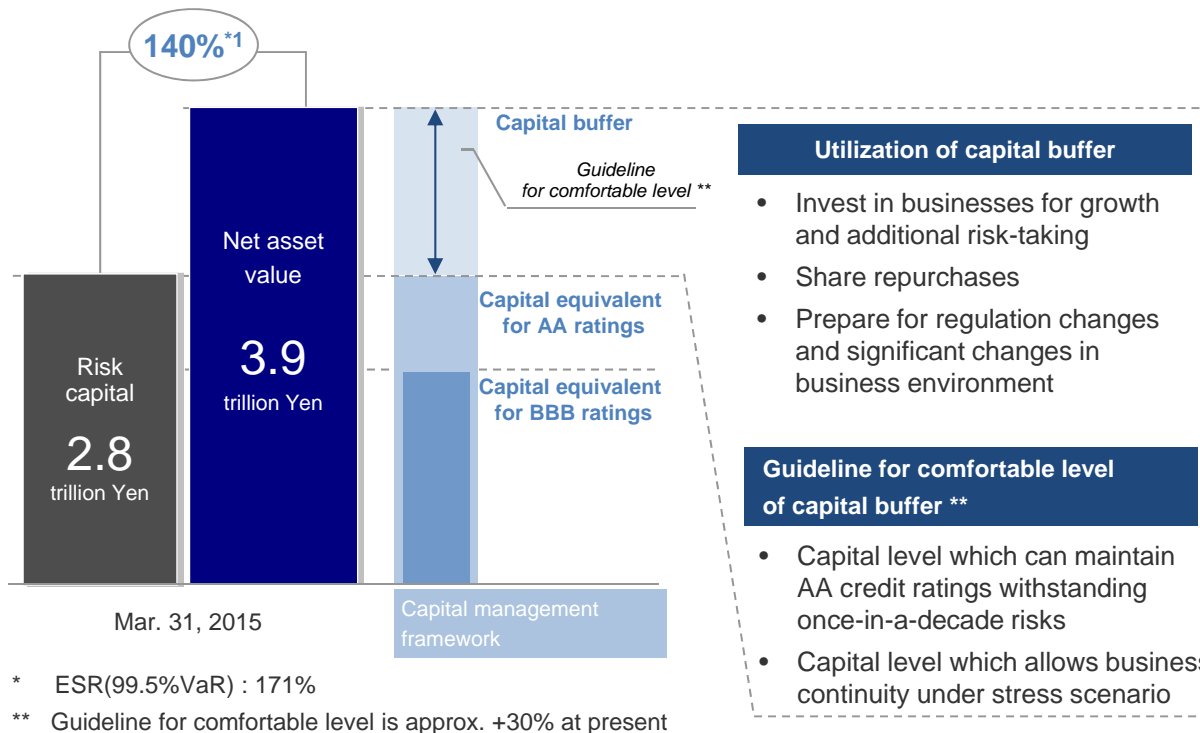 140%*1
Capital buffer
Guideline
for comfortable level **
Net asset
value
3.9
trillion Yen
Risk
capital
2.8
trillion Yen
Capital equivalent
for AA ratings
Capital equivalent
for BBB ratings
Mar. 31, 2015
Capital management
framework
* ESR(99.5%VaR) : 171%
** Guideline for comfortable level is approx. +30% at present
Utilization of capital buffer
• Invest in businesses for growth
and additional risk-taking
• Share repurchases
• Prepare for regulation changes
and significant changes in
business environment
Guideline for comfortable level
of capital buffer **
• Capital level which can maintain
AA credit ratings withstanding
once-in-a-decade risks
• Capital level which allows business
continuity under stress scenario